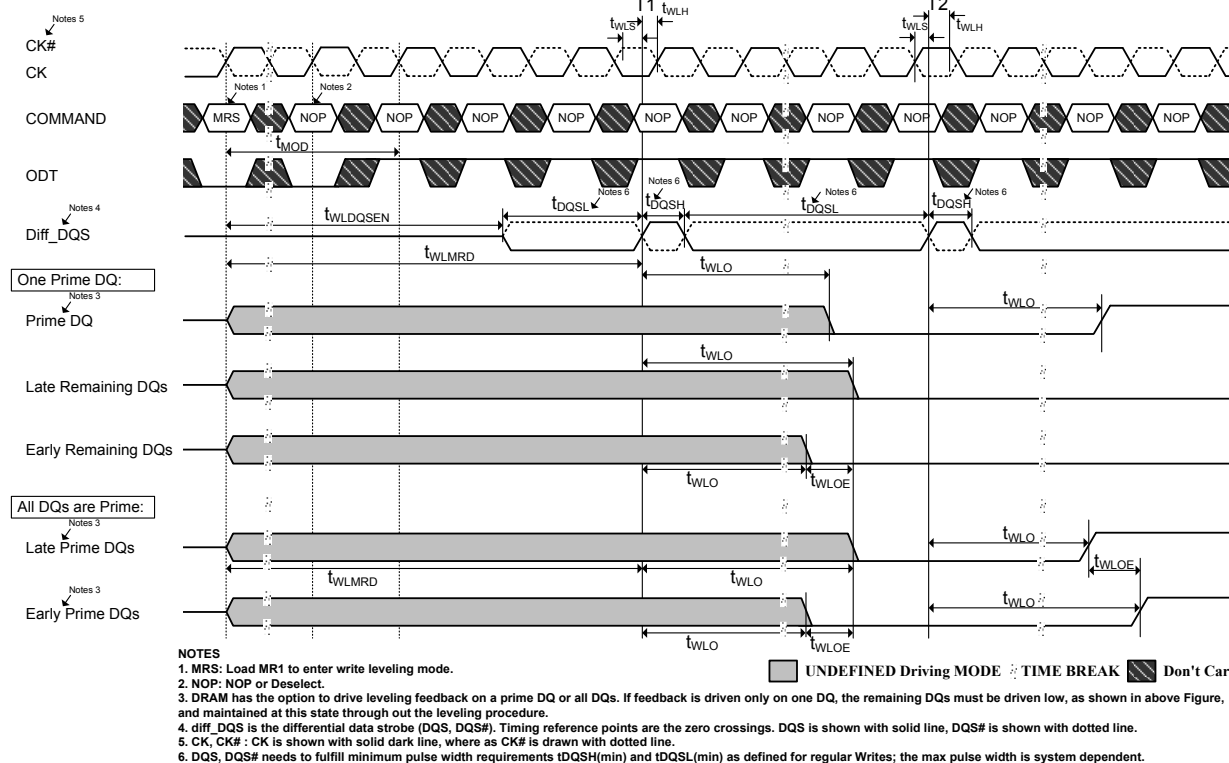 T1 T2
Notes 5 tWLS tWLH tWLS tWLH
CK#
CK
Notes 1 Notes 2
COMMAND MRS NOP NOP NOP NOP NOP NOP NOP NOP NOP NOP NOP
tMOD
ODT
Notes 4 tWLDQSEN tDQSL Notes 6 tDQSH Notes 6 tDQSL Notes 6 tDQSH Notes 6
Diff_DQS
tWLMRD tWLO
One Prime DQ:
Notes 3 tWLO
Prime DQ
tWLO
Late Remaining DQs
Early Remaining DQs
tWLO tWLOE
All DQs are Prime:
Notes 3
Late Prime DQs tWLO
tWLMRD tWLO tWLOE
Notes 3
Early Prime DQs tWLO
tWLO tWLOE
NOTES
1. MRS: Load MR1 to enter write leveling mode.
UNDEFINED Driving MODE TIME BREAK Don't Car
2. NOP: NOP or Deselect.
3. DRAM has the option to drive leveling feedback on a prime DQ or all DQs. If feedback is driven only on one DQ, the remaining DQs must be driven low, as shown in above Figure,
and maintained at this state through out the leveling procedure.
4. diff_DQS is the differential data strobe (DQS, DQS#). Timing reference points are the zero crossings. DQS is shown with solid line, DQS# is shown with dotted line.
5. CK, CK# : CK is shown with solid dark line, where as CK# is drawn with dotted line.
6. DQS, DQS# needs to fulfill minimum pulse width requirements tDQSH(min) and tDQSL(min) as defined for regular Writes; the max pulse width is system dependent.